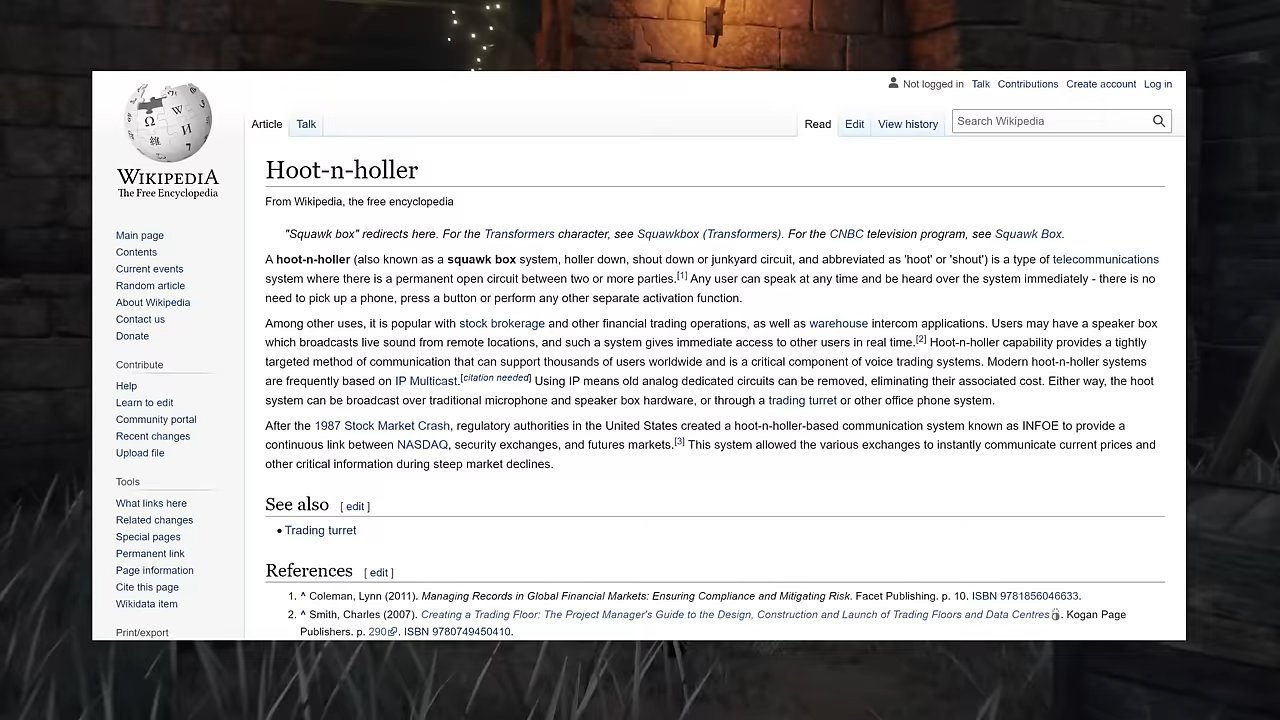 Not logged in Talk Contributions Create account Log in
Article Talk Read Edit View history Search Wikipedia
WIKIPEDIA
The Free Encyclopedia
Main page
Contents
Current events
Random article
About Wikipedia
Contact us
Donate
Contribute
Help
Learn to edit
Community portal
Recent changes
Upload file
Tools
What links here
Related changes
Special pages
Permanent link
Page information
Cite this page
Wikidata item
Print/export
Hoot-n-holler
From Wikipedia, the free encyclopedia
"Squawk box" redirects here. For the Transformers character, see Squawkbox (Transformers). For the CNBC television program, see Squawk Box.
A hoot-n-holler (also known as a squawk box system, holler down, shout down or junkyard circuit, and abbreviated as 'hoot' or 'shout') is a type of telecommunications
system where there is a permanent open circuit between two or more parties.[1] Any user can speak at any time and be heard over the system immediately - there is no
need to pick up a phone, press a button or perform any other separate activation function.
Among other uses, it is popular with stock brokerage and other financial trading operations, as well as warehouse intercom applications. Users may have a speaker box
which broadcasts live sound from remote locations, and such a system gives immediate access to other users in real time.[2] Hoot-n-holler capability provides a tightly
targeted method of communication that can support thousands of users worldwide and is a critical component of voice trading systems. Modern hoot-n-holler systems
are frequently based on IP Multicast.[citation needed] Using IP means old analog dedicated circuits can be removed, eliminating their associated cost. Either way, the hoot
system can be broadcast over traditional microphone and speaker box hardware, or through a trading turret or other office phone system.
After the 1987 Stock Market Crash, regulatory authorities in the United States created a hoot-n-holler-based communication system known as INFOE to provide a
continuous link between NASDAQ, security exchanges, and futures markets.[3] This system allowed the various exchanges to instantly communicate current prices and
other critical information during steep market declines.
See also [ edit ]
• Trading turret
References [ edit ]
1. ^ Coleman, Lynn (2011). Managing Records in Global Financial Markets: Ensuring Compliance and Mitigating Risk. Facet Publishing. p. 10. ISBN 9781856046633.
2. ^ Smith, Charles (2007). Creating a Trading Floor: The Project Manager's Guide to the Design, Construction and Launch of Trading Floors and Data Centres. Kogan Page
Publishers. p. 290. ISBN 9780749450410.